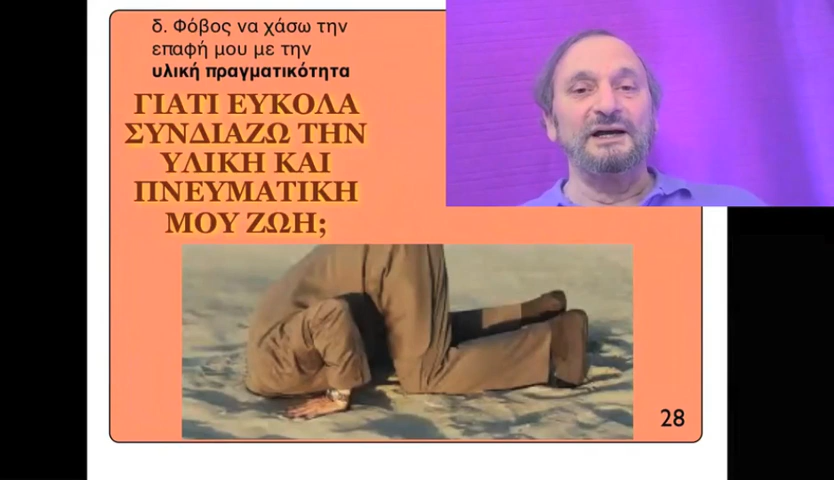 δ. Φόβος να χάσω την
επαφή μου με την
υλική πραγματικότητα
ΓΙΑΤΙ ΕΥΚΟΛΑ
ΣΥΝΔΙΑΖΩ ΤΗΝ
ΥΛΙΚΗ ΚΑΙ
ΠΝΕΥΜΑΤΙΚΗ
ΜΟΥ ΖΩΗ;
28